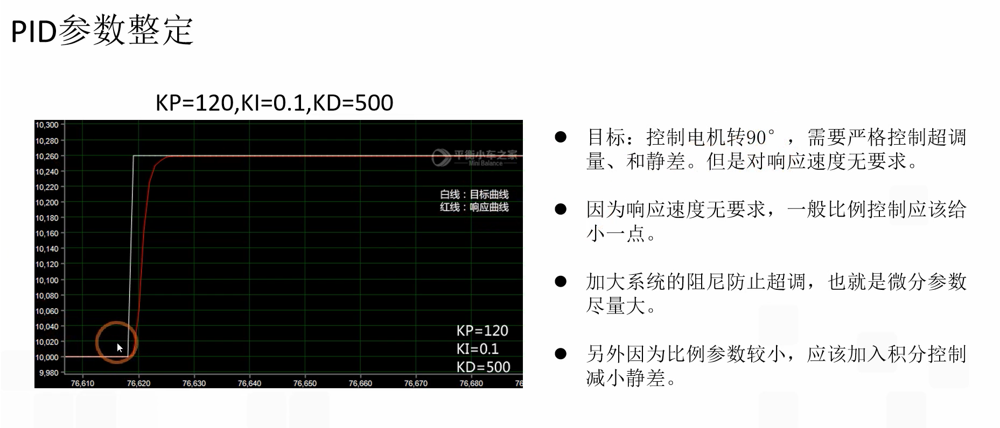 PID参数整定
KP=120,KI=0.1,KD=500
10,300
10,280
10,260
10,240
10,220
10,200
10,180
10,160
10,140
10,120
10,100
10,080
10,060
10,040
10,020
10,000
9,980
76,610 76,620 76,630 76,640 76,650 76,660 76,670 76,680 76
平衡小车之家
Mini Balance
白线：目标曲线
红线：响应曲线
KP=120
KI=0.1
KD=500
● 目标：控制电机转90°，需要严格控制超调
量、和静差。但是对响应速度无要求。
● 因为响应速度无要求，一般比例控制应该给
小一点。
● 加大系统的阻尼防止超调，也就是微分参数
尽量大。
● 另外因为比例参数较小，应该加入积分控制
减小静差。